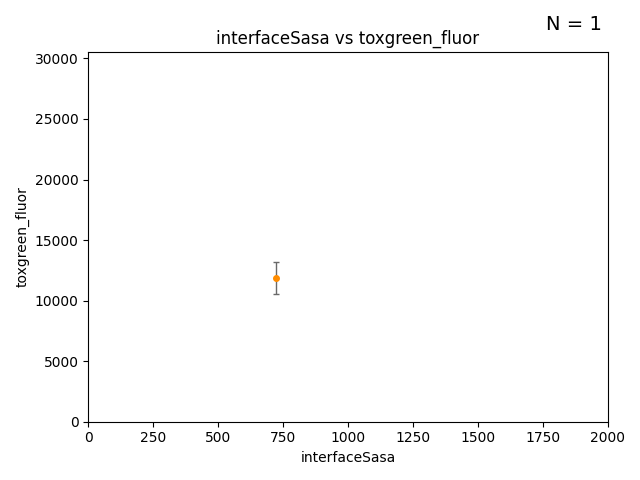 N = 1
interfaceSasa vs toxgreen_fluor
30000
25000
20000
15000
10000
5000
0
toxgreen_fluor
0 250 500 750 1000 1250 1500 1750 2000
interfaceSasa